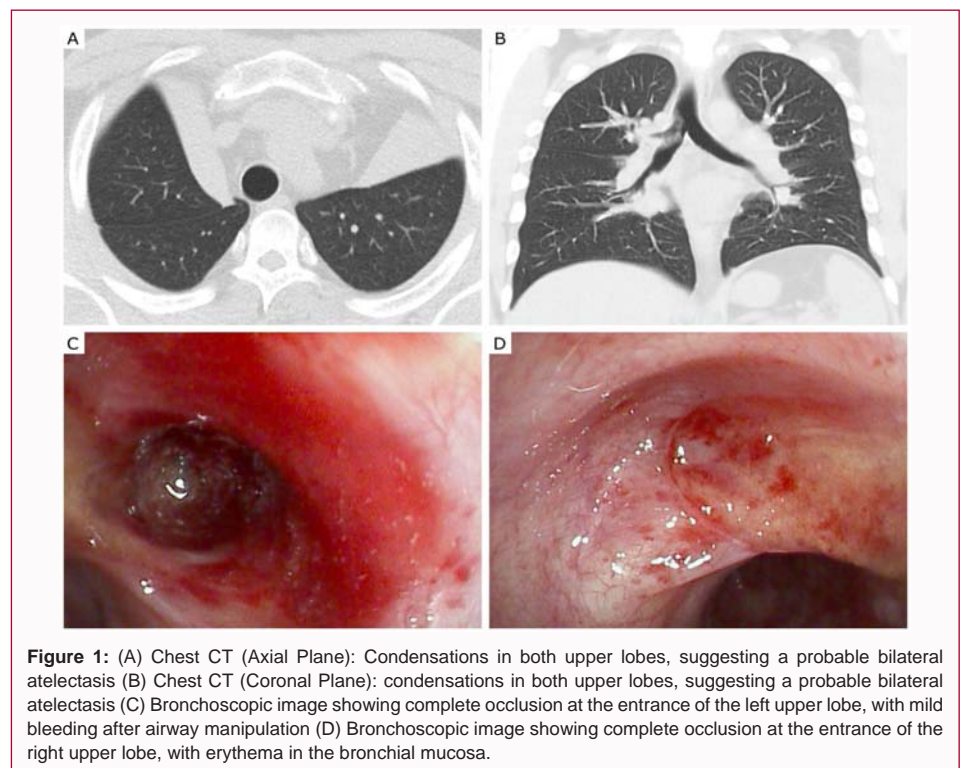 A
B
C
D
Figure 1: (A) Chest CT (Axial Plane): Condensations in both upper lobes, suggesting a probable bilateral
atelectasis (B) Chest CT (Coronal Plane): condensations in both upper lobes, suggesting a probable bilateral
atelectasis (C) Bronchoscopic image showing complete occlusion at the entrance of the left upper lobe, with mild
bleeding after airway manipulation (D) Bronchoscopic image showing complete occlusion at the entrance of the
right upper lobe, with erythema in the bronchial mucosa.